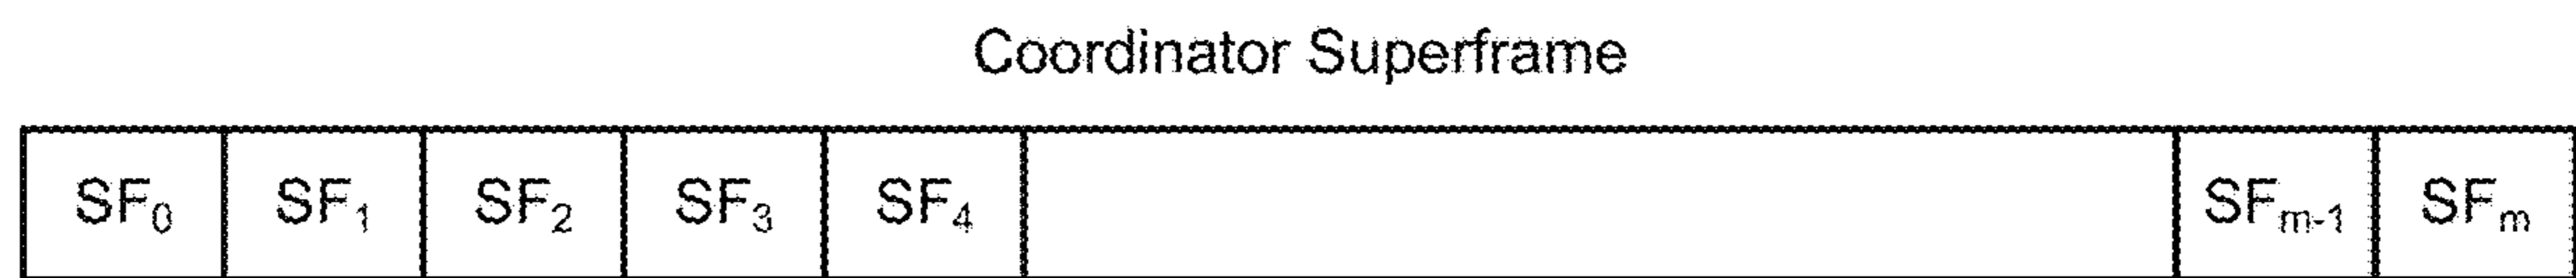 Coordinator Superframe
SF₀ SF₁ SF₂ SF₃ SF₄ SFₘ₋₁ SFₘ